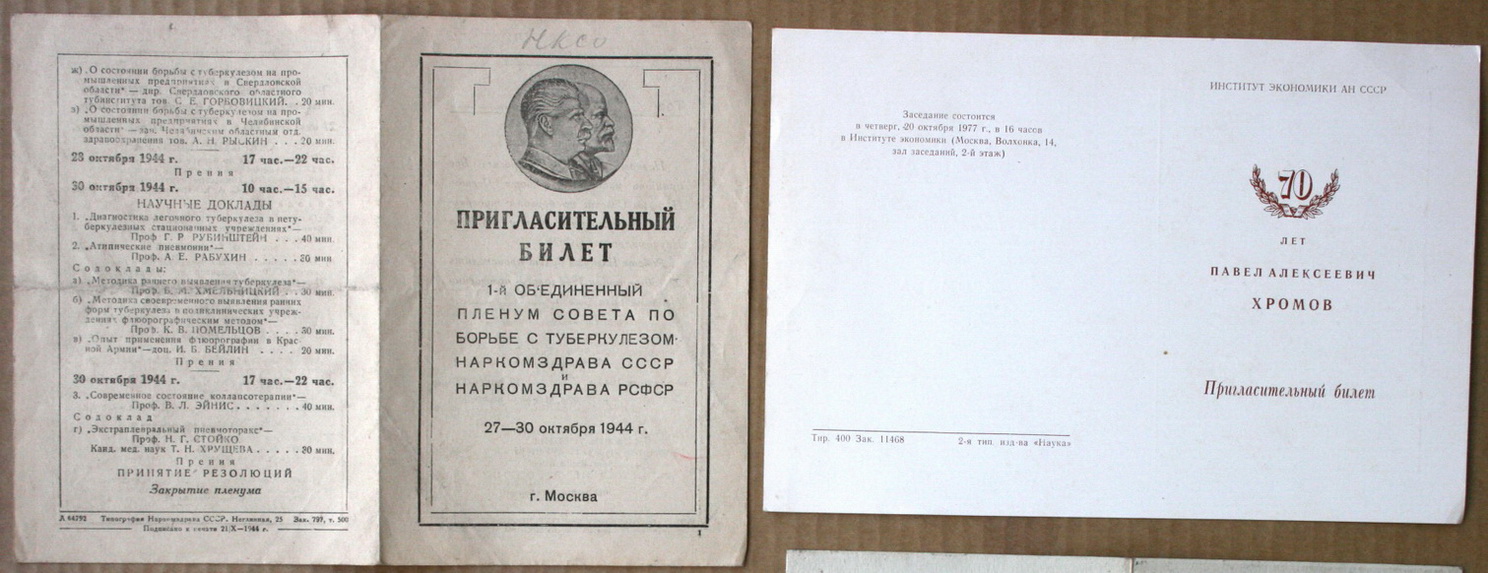 ж) „О состоянии борьбы с туберкулезом на про-
мышленных предприятиях в Свердловской
области“ — дир. Свердловского областного
тубинститута тов. С. Е. ГОРБОВИЦКИЙ. . 20 мин.
з) „О состоянии борьбы с туберкулезом на про-
мышленных предприятиях в Челябинской
области“ — зав. Челябинским областным отд.
здравоохранения тов. А. Н. РЫСКИН . . . 20 мин.
28 октября 1944 г. 17 час.—22 час.
Прения
30 октября 1944 г. 10 час.—15 час.
НАУЧНЫЕ ДОКЛАДЫ
1. „Диагностика легочного туберкулеза в нету-
беркулезных стационарных учреждениях“—
Проф Г. Р. РУБИНШТЕЙН . . . 40 мин.
2. „Атипические пневмонии“—
Проф. А. Е. РАБУХИН . . . . . 30 мин
Содоклады:
а) „Методика раннего выявления туберкулеза“—
Проф. Б. М. ХМЕЛЬНИЦКИЙ . . 30 мин.
б) „Методика своевременного выявления ранних
форм туберкулеза в поликлинических учреж-
дениях флюорографическим методом“—
Проф. К. В. ПОМЕЛЬЦОВ . . . . 30 мин.
в) „Опыт применения флюорографии в Крас-
ной Армии“—доц. И. Б. БЕЙЛИН . . . . 20 мин.
Прения
30 октября 1944 г. 17 час.—22 час.
3. „Современное состояние коллапсотерапии“—
Проф. В. Л. ЭЙНИС . . . . . . . 40 мин.
Содоклад
г) „Экстраплевральный пневмоторакс“—
Проф. Н. Г. СТОЙКО
Канд. мед. наук Т. Н. ХРУЩЕВА . . . . . 30 мин.
Прения
ПРИНЯТИЕ РЕЗОЛЮЦИЙ
Закрытие пленума
Л 44792 Типография Наркомздрава СССР. Неглинная, 25 Зак. 797, т. 500
Подписано к печати 21/X—1944 г.
НКСО
ПРИГЛАСИТЕЛЬНЫЙ
БИЛЕТ
1-й ОБ'ЕДИНЕННЫЙ
ПЛЕНУМ СОВЕТА ПО
БОРЬБЕ С ТУБЕРКУЛЕЗОМ
НАРКОМЗДРАВА СССР
И
НАРКОМЗДРАВА РСФСР
27—30 октября 1944 г.
г. Москва
1
Заседание состоится
в четверг, 20 октября 1977 г., в 16 часов
в Институте экономики (Москва, Волхонка, 14,
зал заседаний, 2-й этаж)
Тир. 400 Зак. 11468 2-я тип. изд-ва «Наука»
ИНСТИТУТ ЭКОНОМИКИ АН СССР
70
ЛЕТ
ПАВЕЛ АЛЕКСЕЕВИЧ
ХРОМОВ
Пригласительный билет